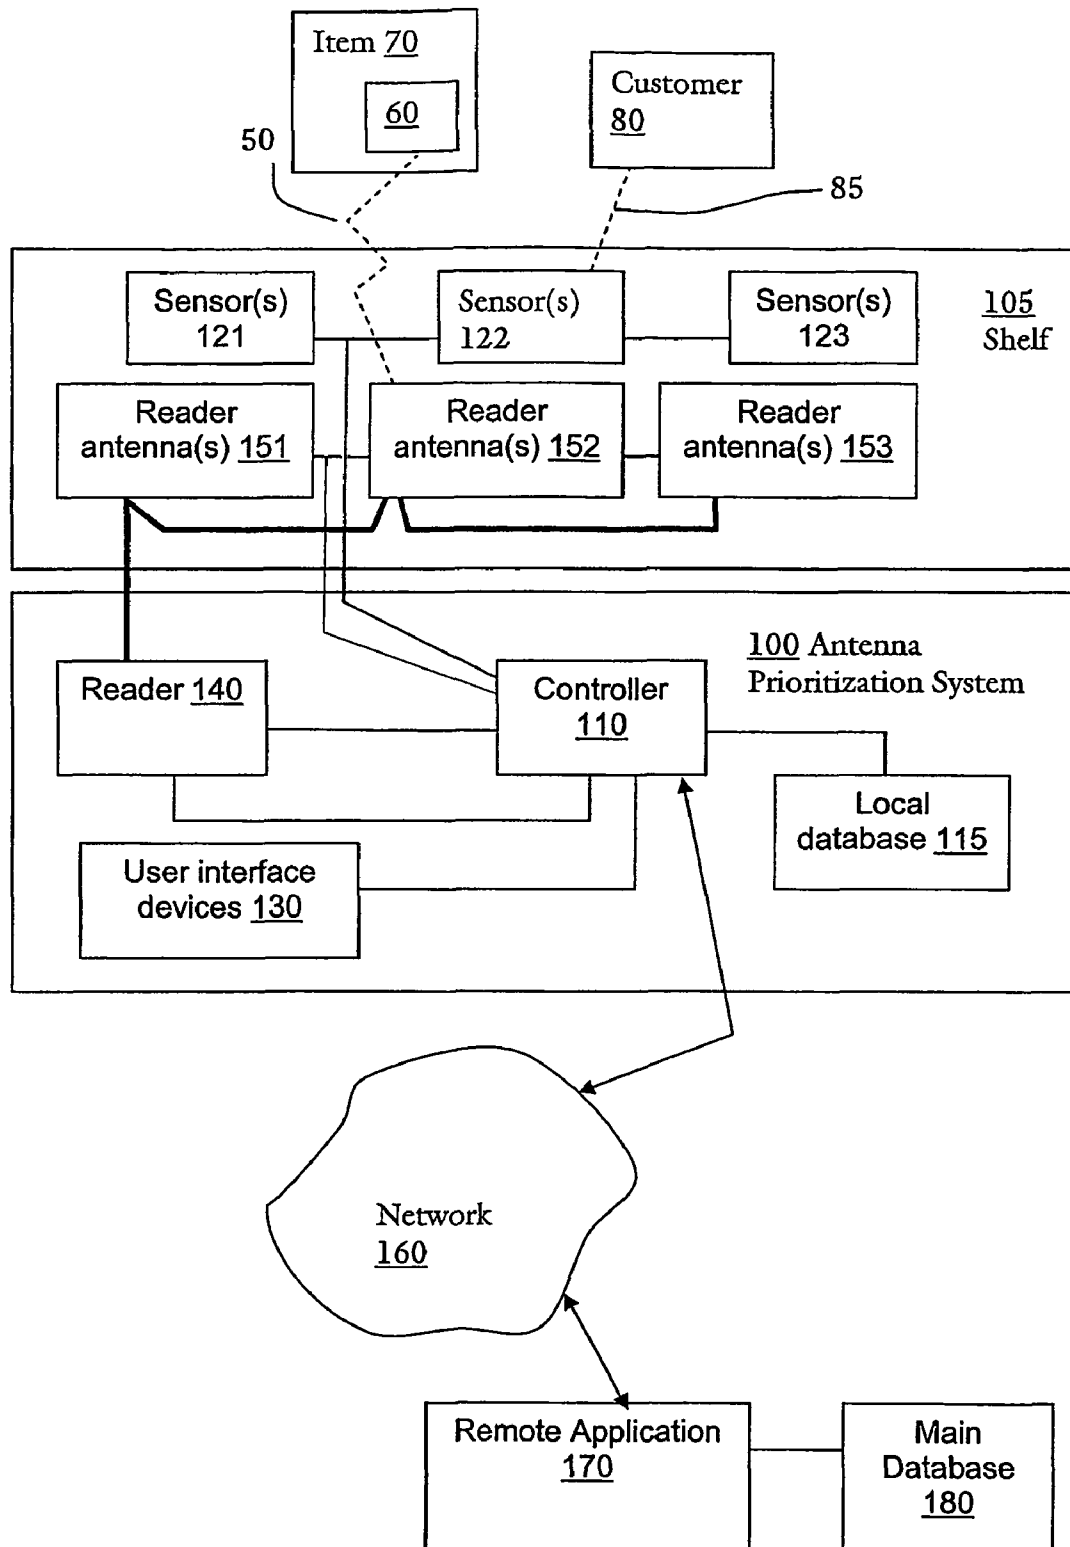 Item 70
60
Customer
80
50
85
Sensor(s)
121
Sensor(s)
122
Sensor(s)
123
105
Shelf
Reader
antenna(s) 151
Reader
antenna(s) 152
Reader
antenna(s) 153
100 Antenna
Prioritization System
Reader 140
Controller
110
Local
database 115
User interface
devices 130
Network
160
Remote Application
170
Main
Database
180